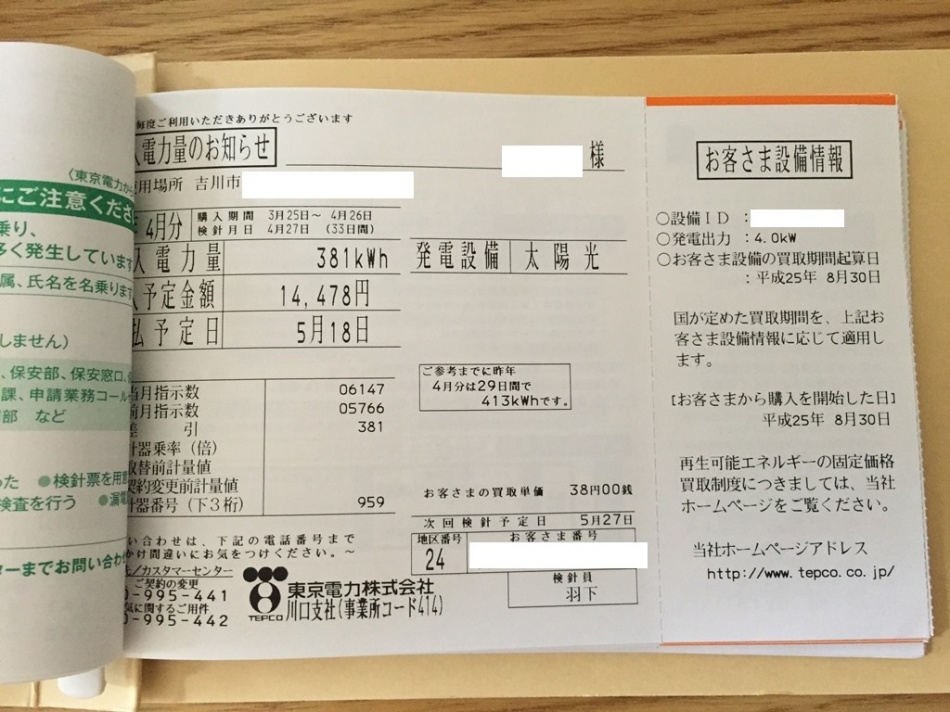 〈東京電力か
にご注意くださ
乗り、
多く発生しています
属、氏名を名乗ります
しません）
、保安部、保安窓口、
課、申請業務コール
部 など
った ●検針票を用意
検査を行う ●漏電
ターまでお問い合わ
毎度ご利用いただきありがとうございます
入電力量のお知らせ
様
用場所 吉川市
4月分 購入期間 3月25日～ 4月26日
検針月日 4月27日 (33日間)
入電力量 381kWh
発電設備 太陽光
入予定金額 14,478円
払予定日 5月18日
ご参考までに昨年
4月分は29日間で
413kWhです。
当月指示数 06147
前月指示数 05766
差引 381
計器乗率（倍）
取替前計量値
契約変更前計量値
計器番号（下3桁） 959
お客さまの買取単価 38円00銭
次回検針予定日 5月27日
地区番号 お客さま番号
24
検針員
羽下
い合わせは、下記の電話番号まで
かけ間違いにお気をつけください。～
先/カスタマーセンター
ご契約の変更
0-995-441
気に関するご用件
0-995-442
TEPCO
東京電力株式会社
川口支社(事業所コード414)
お客さま設備情報
○設備ID :
○発電出力 :4.0kW
○お客さま設備の買取期間起算日
:平成25年 8月30日
国が定めた買取期間を、上記お
客さま設備情報に応じて適用し
ます。
[お客さまから購入を開始した日]
平成25年 8月30日
再生可能エネルギーの固定価格
買取制度につきましては、当社
ホームページをご覧ください。
当社ホームページアドレス
http://www.tepco.co.jp/